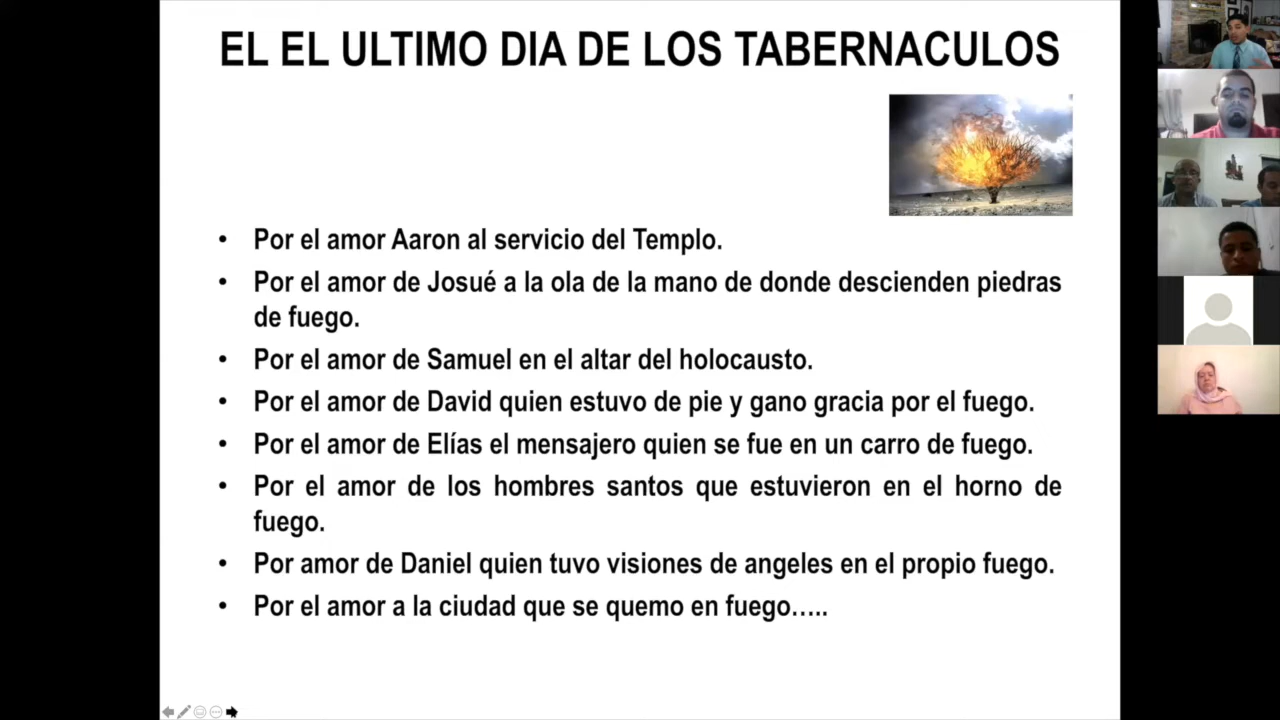 EL EL ULTIMO DIA DE LOS TABERNACULOS
• Por el amor Aaron al servicio del Templo.
• Por el amor de Josué a la ola de la mano de donde descienden piedras
de fuego.
• Por el amor de Samuel en el altar del holocausto.
• Por el amor de David quien estuvo de pie y gano gracia por el fuego.
• Por el amor de Elías el mensajero quien se fue en un carro de fuego.
• Por el amor de los hombres santos que estuvieron en el horno de
fuego.
• Por amor de Daniel quien tuvo visiones de angeles en el propio fuego.
• Por el amor a la ciudad que se quemo en fuego…..